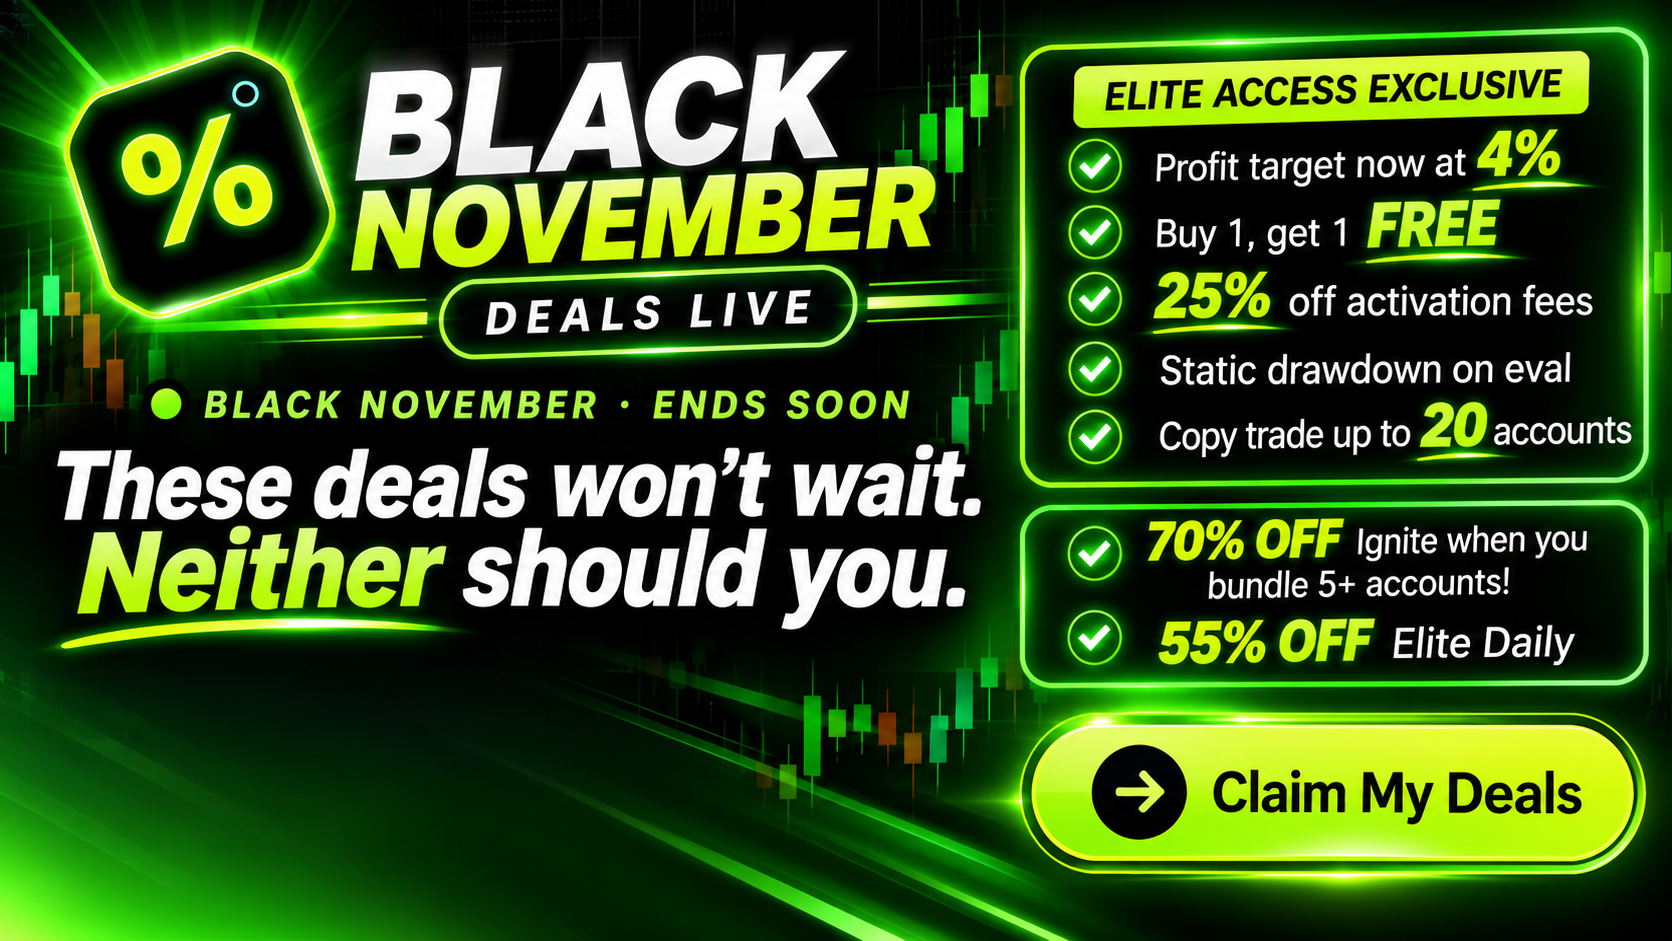 %
BLACK
NOVEMBER
DEALS LIVE
BLACK NOVEMBER · ENDS SOON
These deals won’t wait.
Neither should you.
ELITE ACCESS EXCLUSIVE
Profit target now at 4%
Buy 1, get 1 FREE
25% off activation fees
Static drawdown on eval
Copy trade up to 20 accounts
70% OFF Ignite when you
bundle 5+ accounts!
55% OFF Elite Daily
Claim My Deals